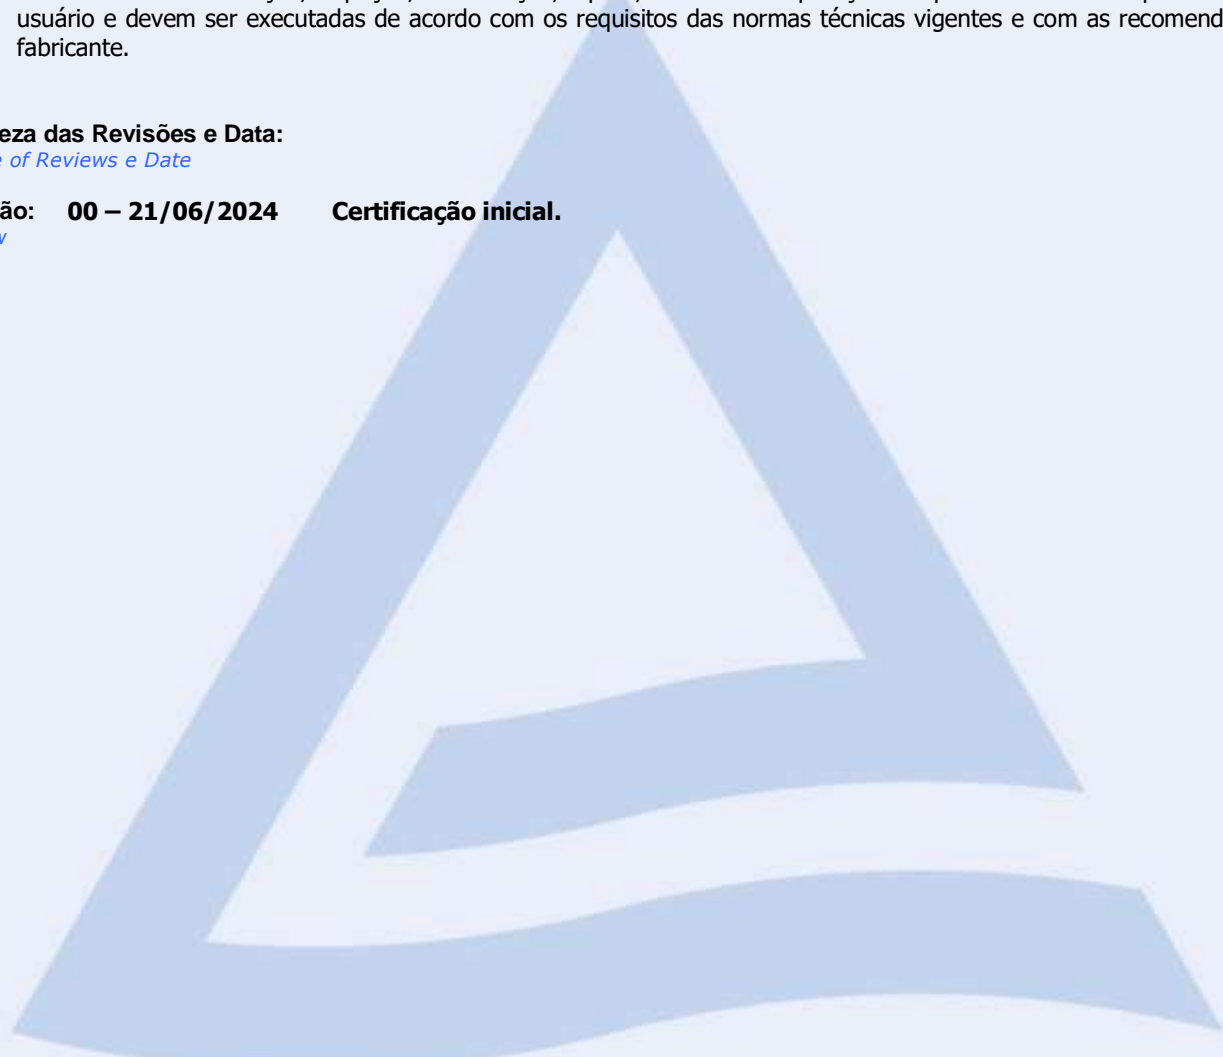 usuário e devem ser executadas de acordo com os requisitos das normas técnicas vigentes e com as recomend
fabricante.
eza das Revisões e Data:
e of Reviews e Date
ão: 00 – 21/06/2024 Certificação inicial.
w